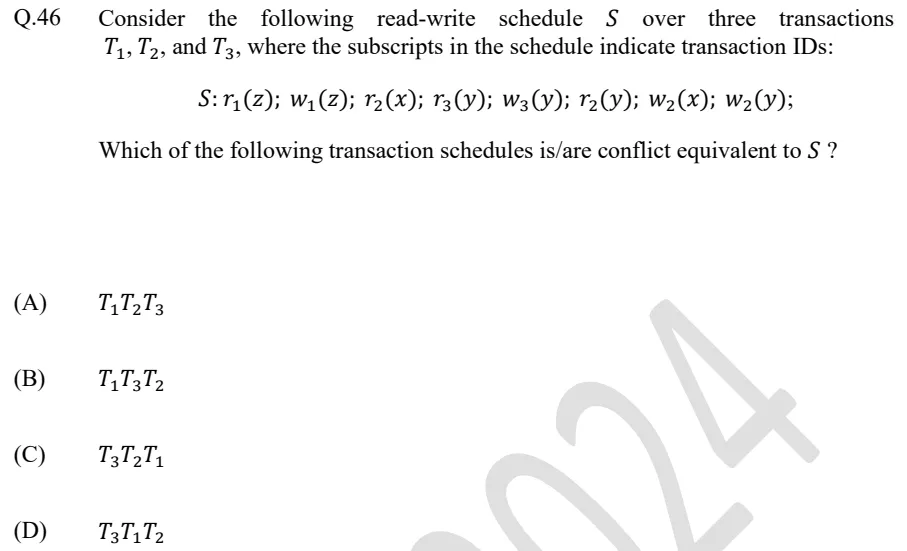 Q.46 Consider the following read-write schedule S over three transactions
T₁, T₂, and T₃, where the subscripts in the schedule indicate transaction IDs:
S: r₁(z); w₁(z); r₂(x); r₃(y); w₃(y); r₂(y); w₂(x); w₂(y);
Which of the following transaction schedules is/are conflict equivalent to S ?
(A) T₁T₂T₃
(B) T₁T₃T₂
(C) T₃T₂T₁
(D) T₃T₁T₂
2024